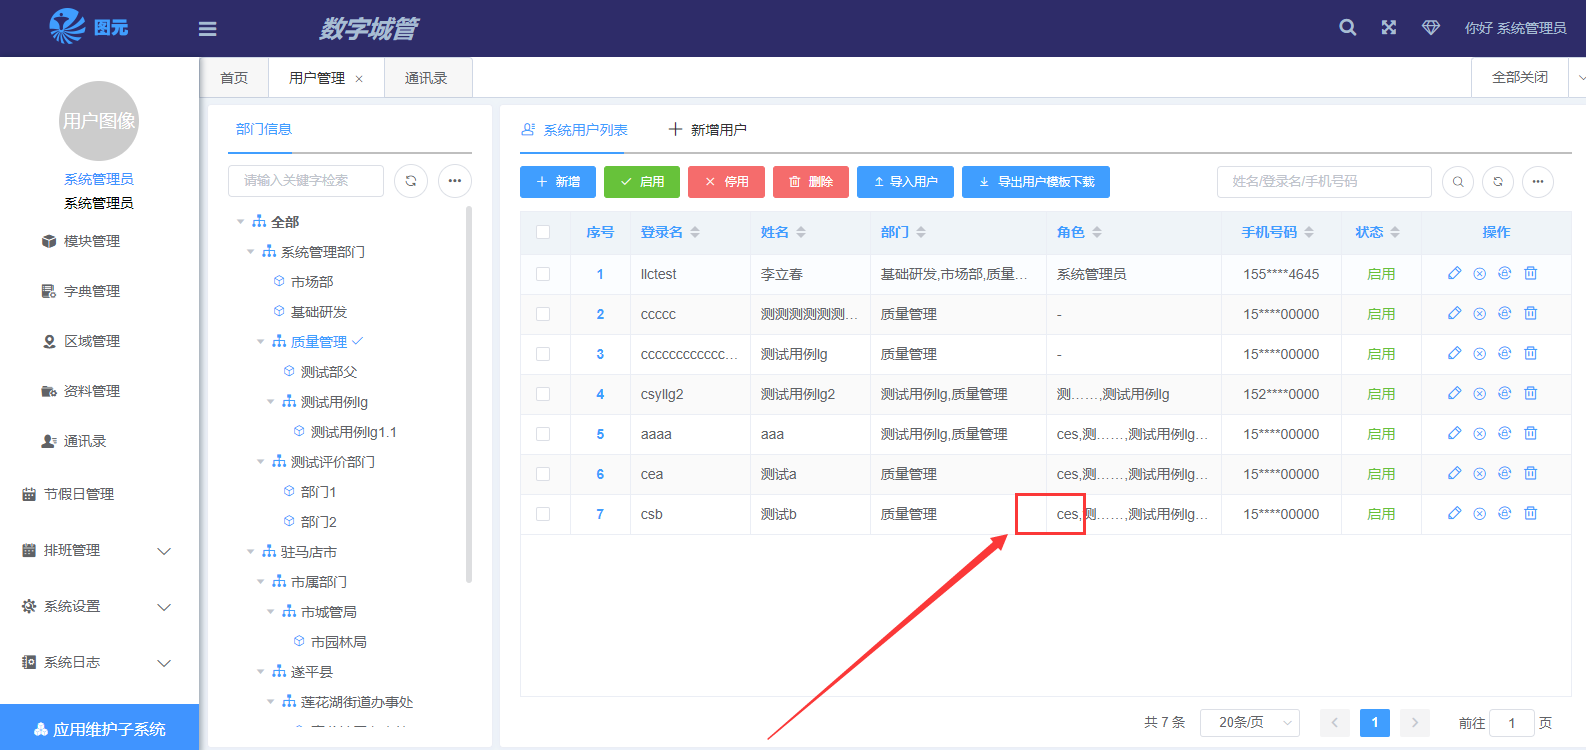 图元
数字城管
你好 系统管理员
首页
用户管理 ×
通讯录
全部关闭
用户图像
系统管理员
系统管理员
模块管理
字典管理
区域管理
资料管理
通讯录
节假日管理
排班管理
系统设置
系统日志
应用维护子系统
部门信息
请输入关键字检索
全部
系统管理部门
市场部
基础研发
质量管理
测试部父
测试用例lg
测试用例lg1.1
测试评价部门
部门1
部门2
驻马店市
市属部门
市城管局
市园林局
遂平县
莲花湖街道办事处
系统用户列表
新增用户
新增 启用 停用 删除 导入用户 导出用户模板下载
姓名/登录名/手机号码
序号 登录名 姓名 部门 角色 手机号码 状态 操作
1 llctest 李立春 基础研发,市场部,质量... 系统管理员 155****4645 启用
2 ccccc 测测测测测测... 质量管理 - 15****00000 启用
3 cccccccccccc... 测试用例lg 质量管理 - 15****00000 启用
4 csyllg2 测试用例lg2 测试用例lg,质量管理 测……,测试用例lg 152****0000 启用
5 aaaa aaa 测试用例lg,质量管理 ces,测……,测试用例lg... 15****00000 启用
6 cea 测试a 质量管理 ces,测……,测试用例lg... 15****00000 启用
7 csb 测试b 质量管理 ces,测……,测试用例lg... 15****00000 启用
共 7 条 20条/页 1 前往 1 页